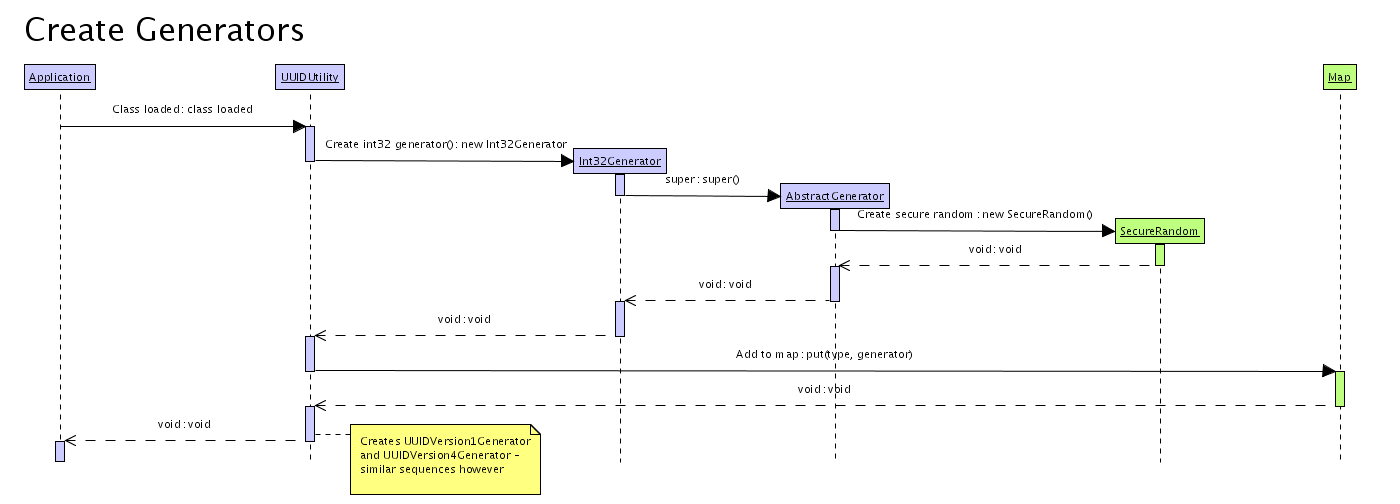 Create Generators
Application
UUIDUtility
Map
Class loaded : class loaded
Create int32 generator() : new Int32Generator
Int32Generator
super : super()
AbstractGenerator
Create secure random : new SecureRandom()
SecureRandom
void : void
void : void
void : void
Add to map : put(type, generator)
void : void
void : void
Creates UUIDVersion1Generator
and UUIDVersion4Generator –
similar sequences however